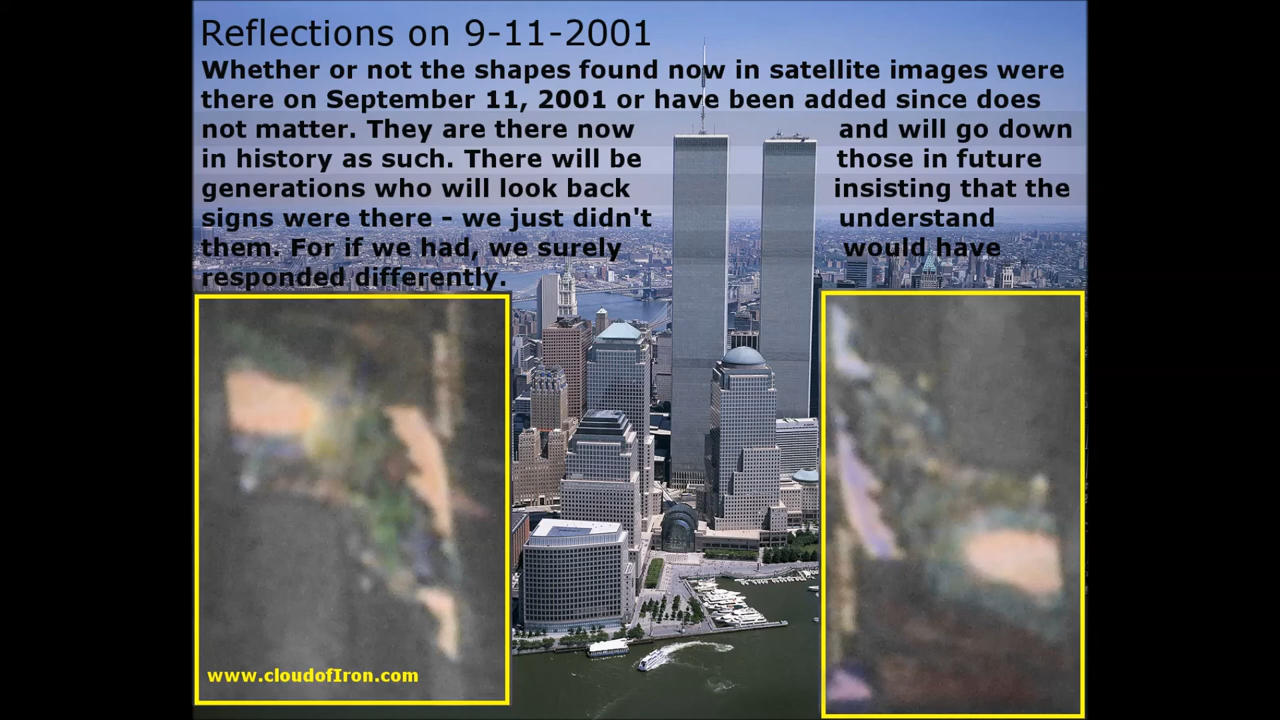 Reflections on 9-11-2001
Whether or not the shapes found now in satellite images were
there on September 11, 2001 or have been added since does
not matter. They are there now and will go down
in history as such. There will be those in future
generations who will look back insisting that the
signs were there - we just didn't understand
them. For if we had, we surely would have
responded differently.
www.cloudofIron.com